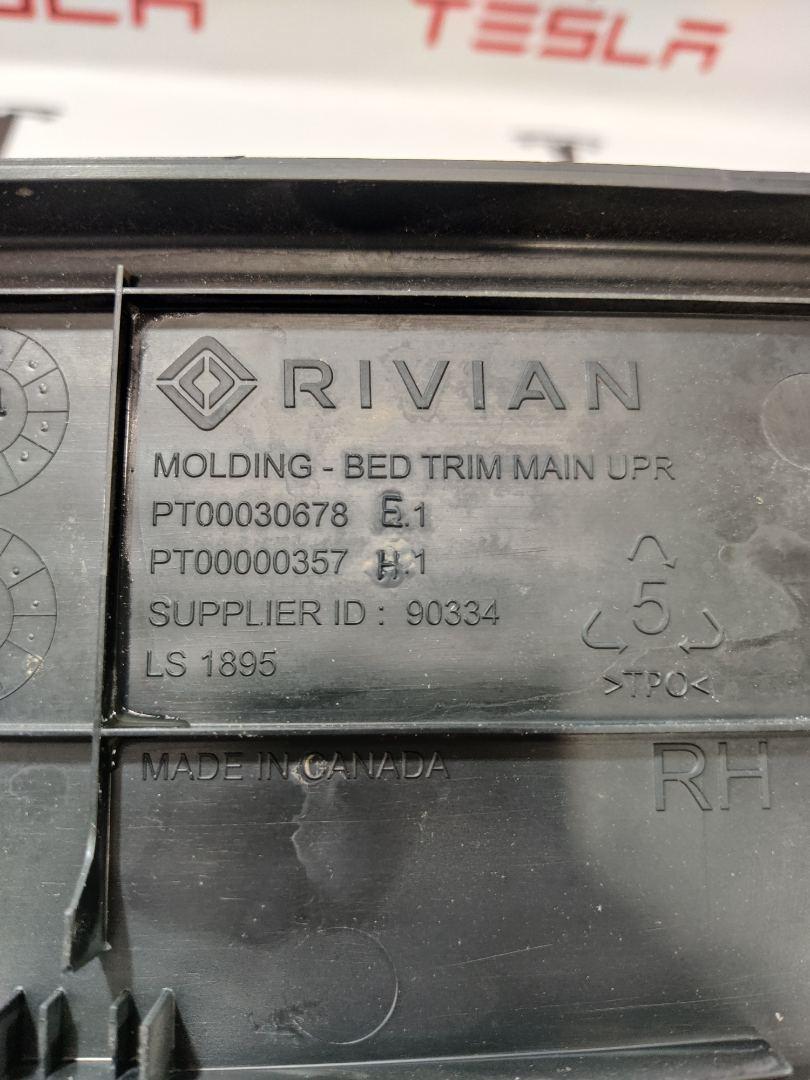 TESLA
RIVIAN
MOLDING - BED TRIM MAIN UPR
PT00030678 E.1
PT00000357 H.1
SUPPLIER ID : 90334
LS 1895
5
>TPO<
MADE IN CANADA
RH